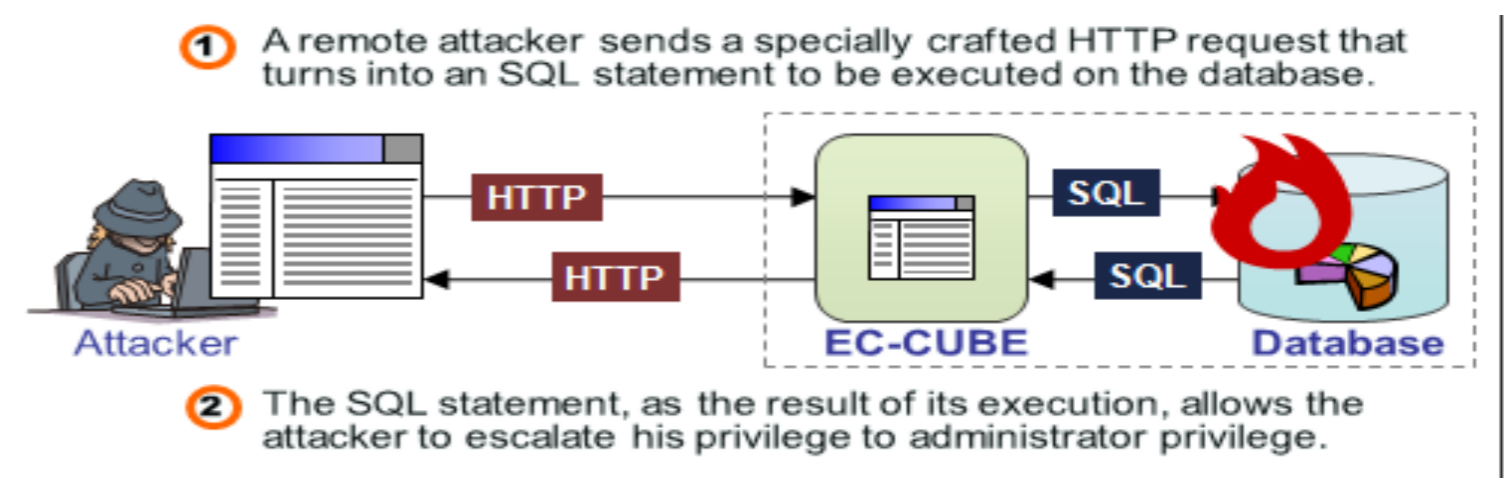 1 A remote attacker sends a specially crafted HTTP request that
turns into an SQL statement to be executed on the database.
HTTP
SQL
HTTP
SQL
Attacker
EC-CUBE
Database
2 The SQL statement, as the result of its execution, allows the
attacker to escalate his privilege to administrator privilege.